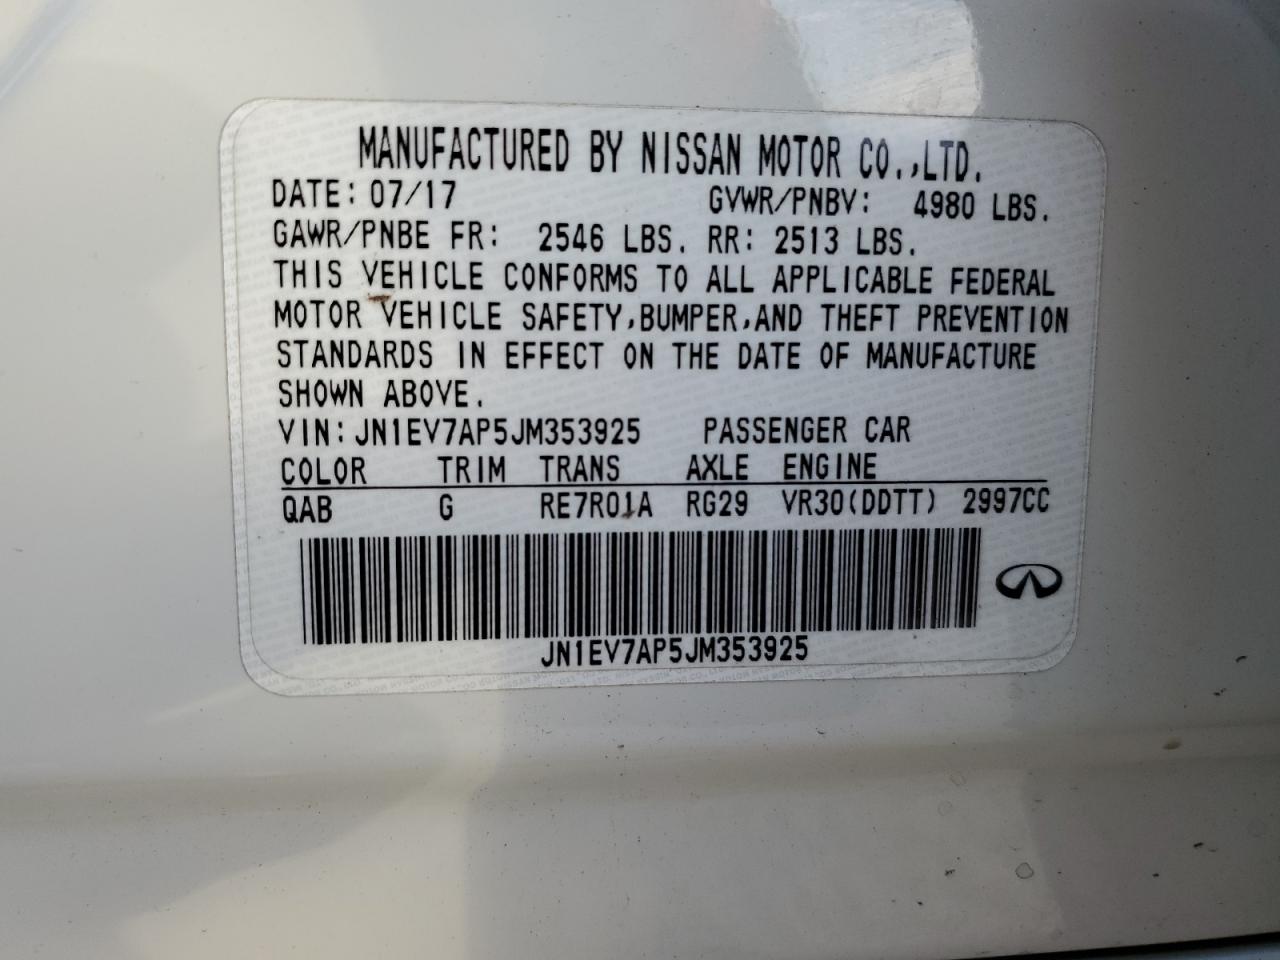 MANUFACTURED BY NISSAN MOTOR CO.,LTD.
DATE: 07/17 GVWR/PNBV: 4980 LBS.
GAWR/PNBE FR: 2546 LBS. RR: 2513 LBS.
THIS VEHICLE CONFORMS TO ALL APPLICABLE FEDERAL
MOTOR VEHICLE SAFETY,BUMPER,AND THEFT PREVENTION
STANDARDS IN EFFECT ON THE DATE OF MANUFACTURE
SHOWN ABOVE.
VIN: JN1EV7AP5JM353925 PASSENGER CAR
COLOR TRIM TRANS AXLE ENGINE
QAB G RE7R01A RG29 VR30(DDTT) 2997CC
JN1EV7AP5JM353925